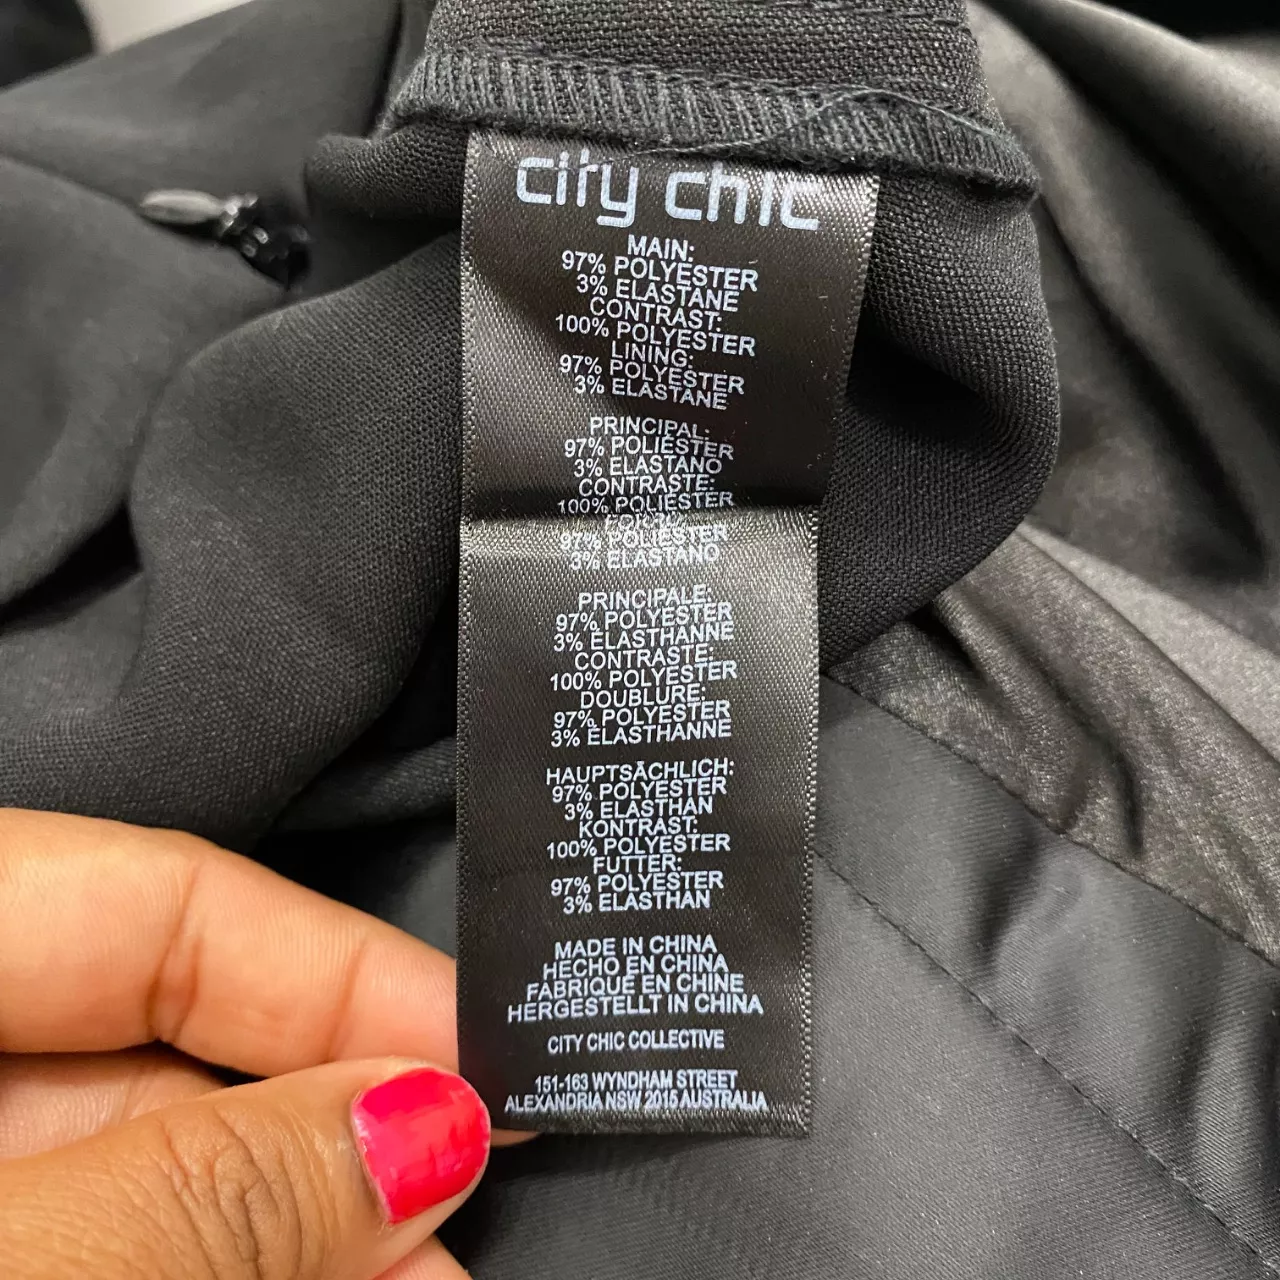 city chic
MAIN:
97% POLYESTER
3% ELASTANE
CONTRAST:
100% POLYESTER
LINING:
97% POLYESTER
3% ELASTANE
PRINCIPAL:
97% POLIÉSTER
3% ELASTANO
CONTRASTE:
100% POLIÉSTER
97% POLIÉSTER
3% ELASTANO
PRINCIPALE:
97% POLYESTER
3% ÉLASTHANNE
CONTRASTE:
100% POLYESTER
DOUBLURE:
97% POLYESTER
3% ÉLASTHANNE
HAUPTSÄCHLICH:
97% POLYESTER
3% ELASTHAN
KONTRAST:
100% POLYESTER
FUTTER:
97% POLYESTER
3% ELASTHAN
MADE IN CHINA
HECHO EN CHINA
FABRIQUÉ EN CHINE
HERGESTELLT IN CHINA
CITY CHIC COLLECTIVE
151-163 WYNDHAM STREET
ALEXANDRIA NSW 2015 AUSTRALIA